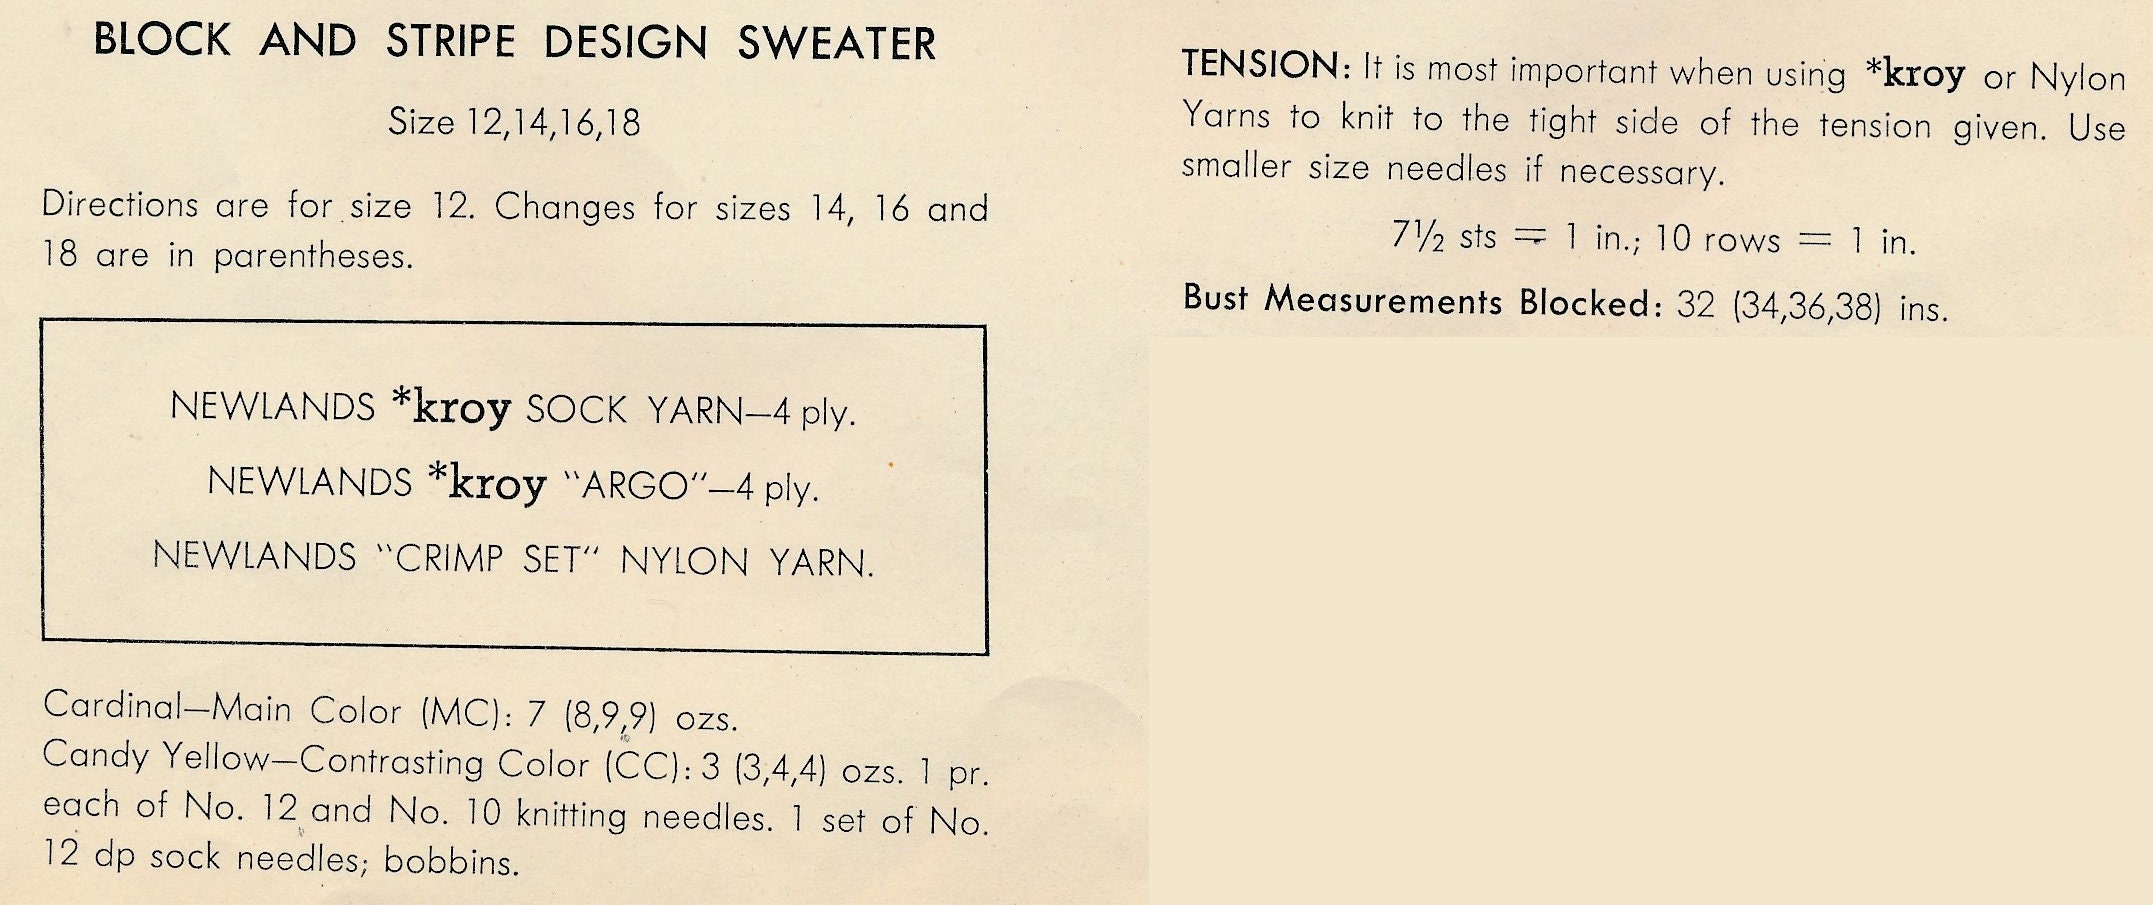 BLOCK AND STRIPE DESIGN SWEATER
Size 12,14,16,18
Directions are for size 12. Changes for sizes 14, 16 and
18 are in parentheses.
NEWLANDS *kroy SOCK YARN—4 ply.
NEWLANDS *kroy "ARGO"—4 ply.
NEWLANDS "CRIMP SET" NYLON YARN.
Cardinal—Main Color (MC): 7 (8,9,9) ozs.
Candy Yellow—Contrasting Color (CC): 3 (3,4,4) ozs. 1 pr.
each of No. 12 and No. 10 knitting needles. 1 set of No.
12 dp sock needles; bobbins.
TENSION: It is most important when using *kroy or Nylon
Yarns to knit to the tight side of the tension given. Use
smaller size needles if necessary.
7½ sts = 1 in.; 10 rows = 1 in.
Bust Measurements Blocked: 32 (34,36,38) ins.